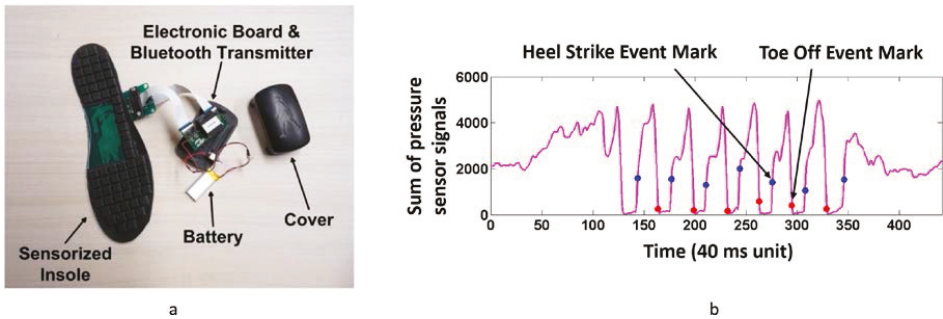 Electronic Board &
Bluetooth Transmitter
Sensorized
Insole
Battery
Cover
a
Heel Strike Event Mark
Toe Off Event Mark
Sum of pressure
sensor signals
6000
4000
2000
0
0 50 100 150 200 250 300 350 400
Time (40 ms unit)
b